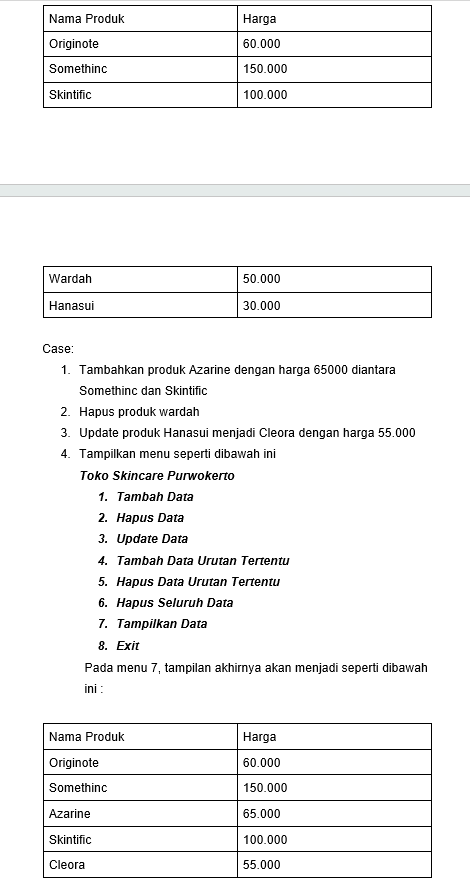 Nama Produk Harga
Originote 60.000
Somethinc 150.000
Skintific 100.000
Wardah 50.000
Hanasui 30.000
Case:
1. Tambahkan produk Azarine dengan harga 65000 diantara
Somethinc dan Skintific
2. Hapus produk wardah
3. Update produk Hanasui menjadi Cleora dengan harga 55.000
4. Tampilkan menu seperti dibawah ini
Toko Skincare Purwokerto
1. Tambah Data
2. Hapus Data
3. Update Data
4. Tambah Data Urutan Tertentu
5. Hapus Data Urutan Tertentu
6. Hapus Seluruh Data
7. Tampilkan Data
8. Exit
Pada menu 7, tampilan akhirnya akan menjadi seperti dibawah
ini :
Nama Produk Harga
Originote 60.000
Somethinc 150.000
Azarine 65.000
Skintific 100.000
Cleora 55.000